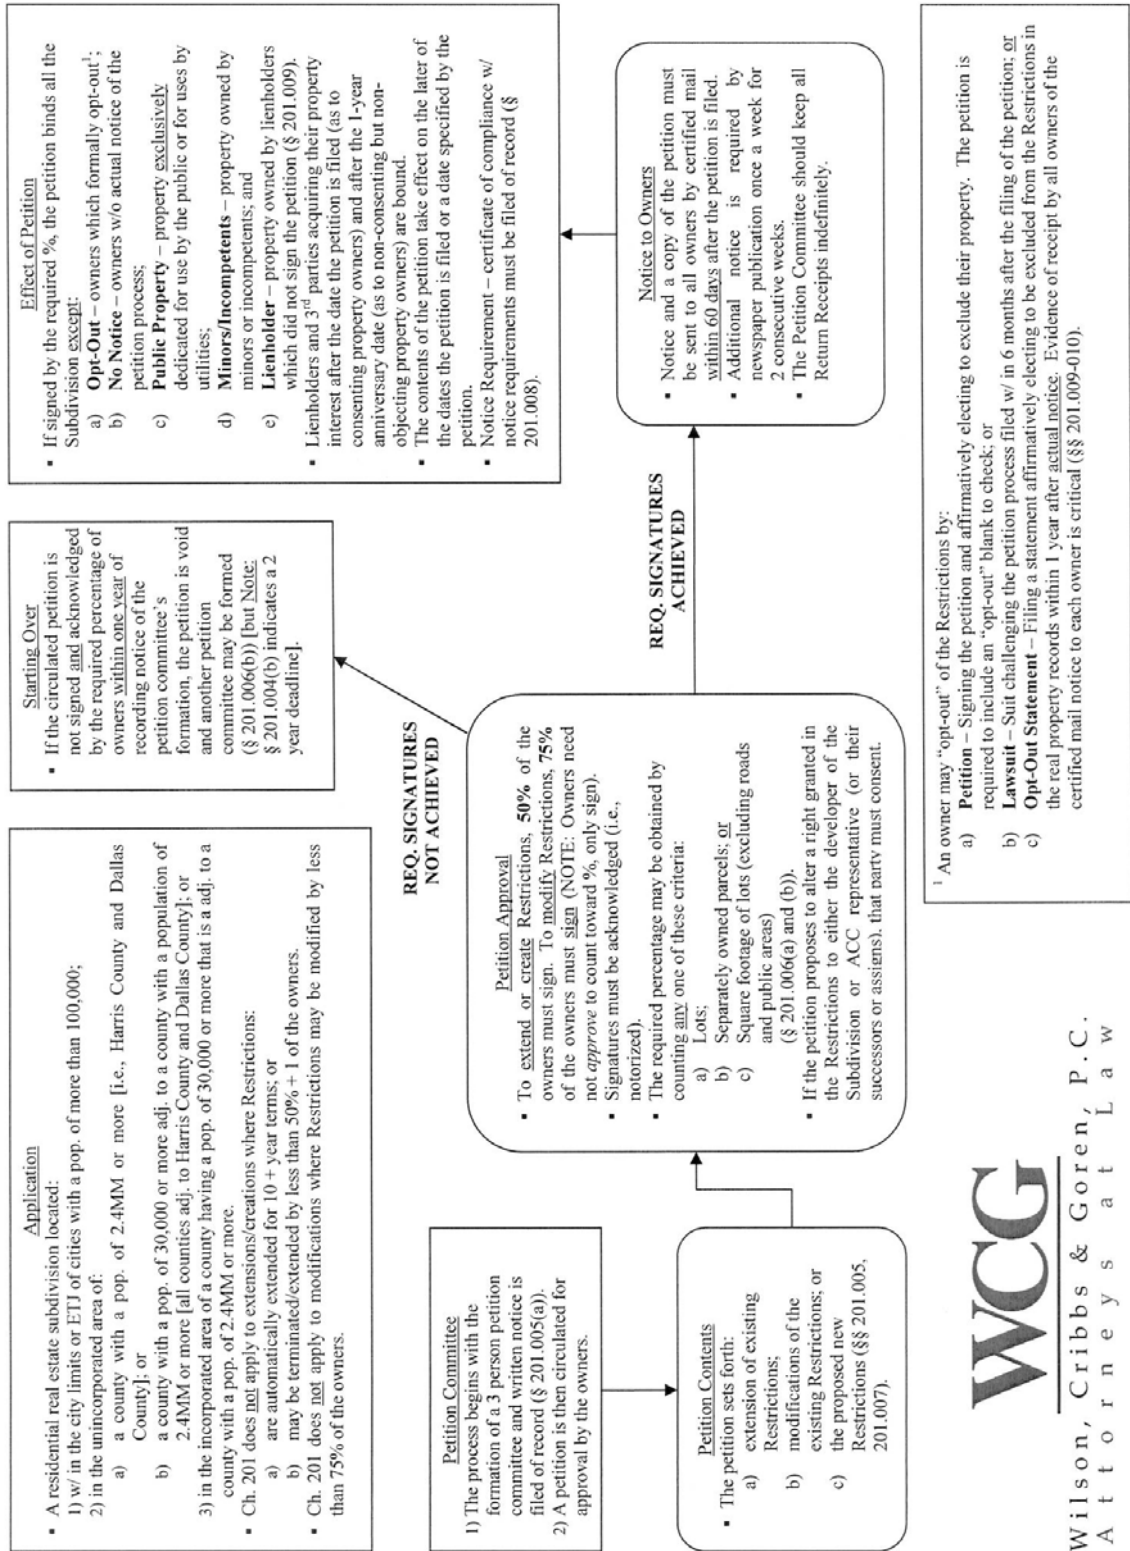 Application
▪ A residential real estate subdivision located:
1) w/ in the city limits or ETJ of cities with a pop. of more than 100,000;
2) in the unincorporated area of:
a) a county with a pop. of 2.4MM or more [i.e., Harris County and Dallas
County]; or
b) a county with a pop. of 30,000 or more adj. to a county with a population of
2.4MM or more [all counties adj. to Harris County and Dallas County]; or
3) in the incorporated area of a county having a pop. of 30,000 or more that is a adj. to a
county with a pop. of 2.4MM or more.
▪ Ch. 201 does not apply to extensions/creations where Restrictions:
a) are automatically extended for 10 + year terms; or
b) may be terminated/extended by less than 50% + 1 of the owners.
▪ Ch. 201 does not apply to modifications where Restrictions may be modified by less
than 75% of the owners.
Starting Over
▪ If the circulated petition is
not signed and acknowledged
by the required percentage of
owners within one year of
recording notice of the
petition committee's
formation, the petition is void
and another petition
committee may be formed
(§ 201.006(b)) [but Note:
§ 201.004(b) indicates a 2
year deadline].
Effect of Petition
▪ If signed by the required %, the petition binds all the
Subdivision except:
a) Opt-Out – owners which formally opt-out¹;
b) No Notice – owners w/o actual notice of the
petition process;
c) Public Property – property exclusively
dedicated for use by the public or for uses by
utilities;
d) Minors/Incompetents – property owned by
minors or incompetents; and
e) Lienholder – property owned by lienholders
which did not sign the petition (§ 201.009).
▪ Lienholders and 3rd parties acquiring their property
interest after the date the petition is filed (as to
consenting property owners) and after the 1-year
anniversary date (as to non-consenting but non-
objecting property owners) are bound.
▪ The contents of the petition take effect on the later of
the dates the petition is filed or a date specified by the
petition.
▪ Notice Requirement – certificate of compliance w/
notice requirements must be filed of record (§
201.008).
REQ. SIGNATURES
NOT ACHIEVED
Petition Committee
1) The process begins with the
formation of a 3 person petition
committee and written notice is
filed of record (§ 201.005(a)).
2) A petition is then circulated for
approval by the owners.
Petition Contents
▪ The petition sets forth:
a) extension of existing
Restrictions;
b) modifications of the
existing Restrictions; or
c) the proposed new
Restrictions (§§ 201.005,
201.007).
Petition Approval
▪ To extend or create Restrictions, 50% of the
owners must sign. To modify Restrictions, 75%
of the owners must sign (NOTE: Owners need
not approve to count toward %, only sign).
▪ Signatures must be acknowledged (i.e.,
notorized).
▪ The required percentage may be obtained by
counting any one of these criteria:
a) Lots;
b) Separately owned parcels; or
c) Square footage of lots (excluding roads
and public areas)
(§ 201.006(a) and (b)).
▪ If the petition proposes to alter a right granted in
the Restrictions to either the developer of the
Subdivision or ACC representative (or their
successors or assigns), that party must consent.
REQ. SIGNATURES
ACHIEVED
Notice to Owners
▪ Notice and a copy of the petition must
be sent to all owners by certified mail
within 60 days after the petition is filed.
▪ Additional notice is required by
newspaper publication once a week for
2 consecutive weeks.
▪ The Petition Committee should keep all
Return Receipts indefinitely.
WCG
Wilson, Cribbs & Goren, P.C.
Attorneys at Law
¹ An owner may "opt-out" of the Restrictions by:
a) Petition – Signing the petition and affirmatively electing to exclude their property. The petition is
required to include an "opt-out" blank to check; or
b) Lawsuit – Suit challenging the petition process filed w/ in 6 months after the filing of the petition; or
c) Opt-Out Statement – Filing a statement affirmatively electing to be excluded from the Restrictions in
the real property records within 1 year after actual notice. Evidence of receipt by all owners of the
certified mail notice to each owner is critical (§§ 201.009-010).